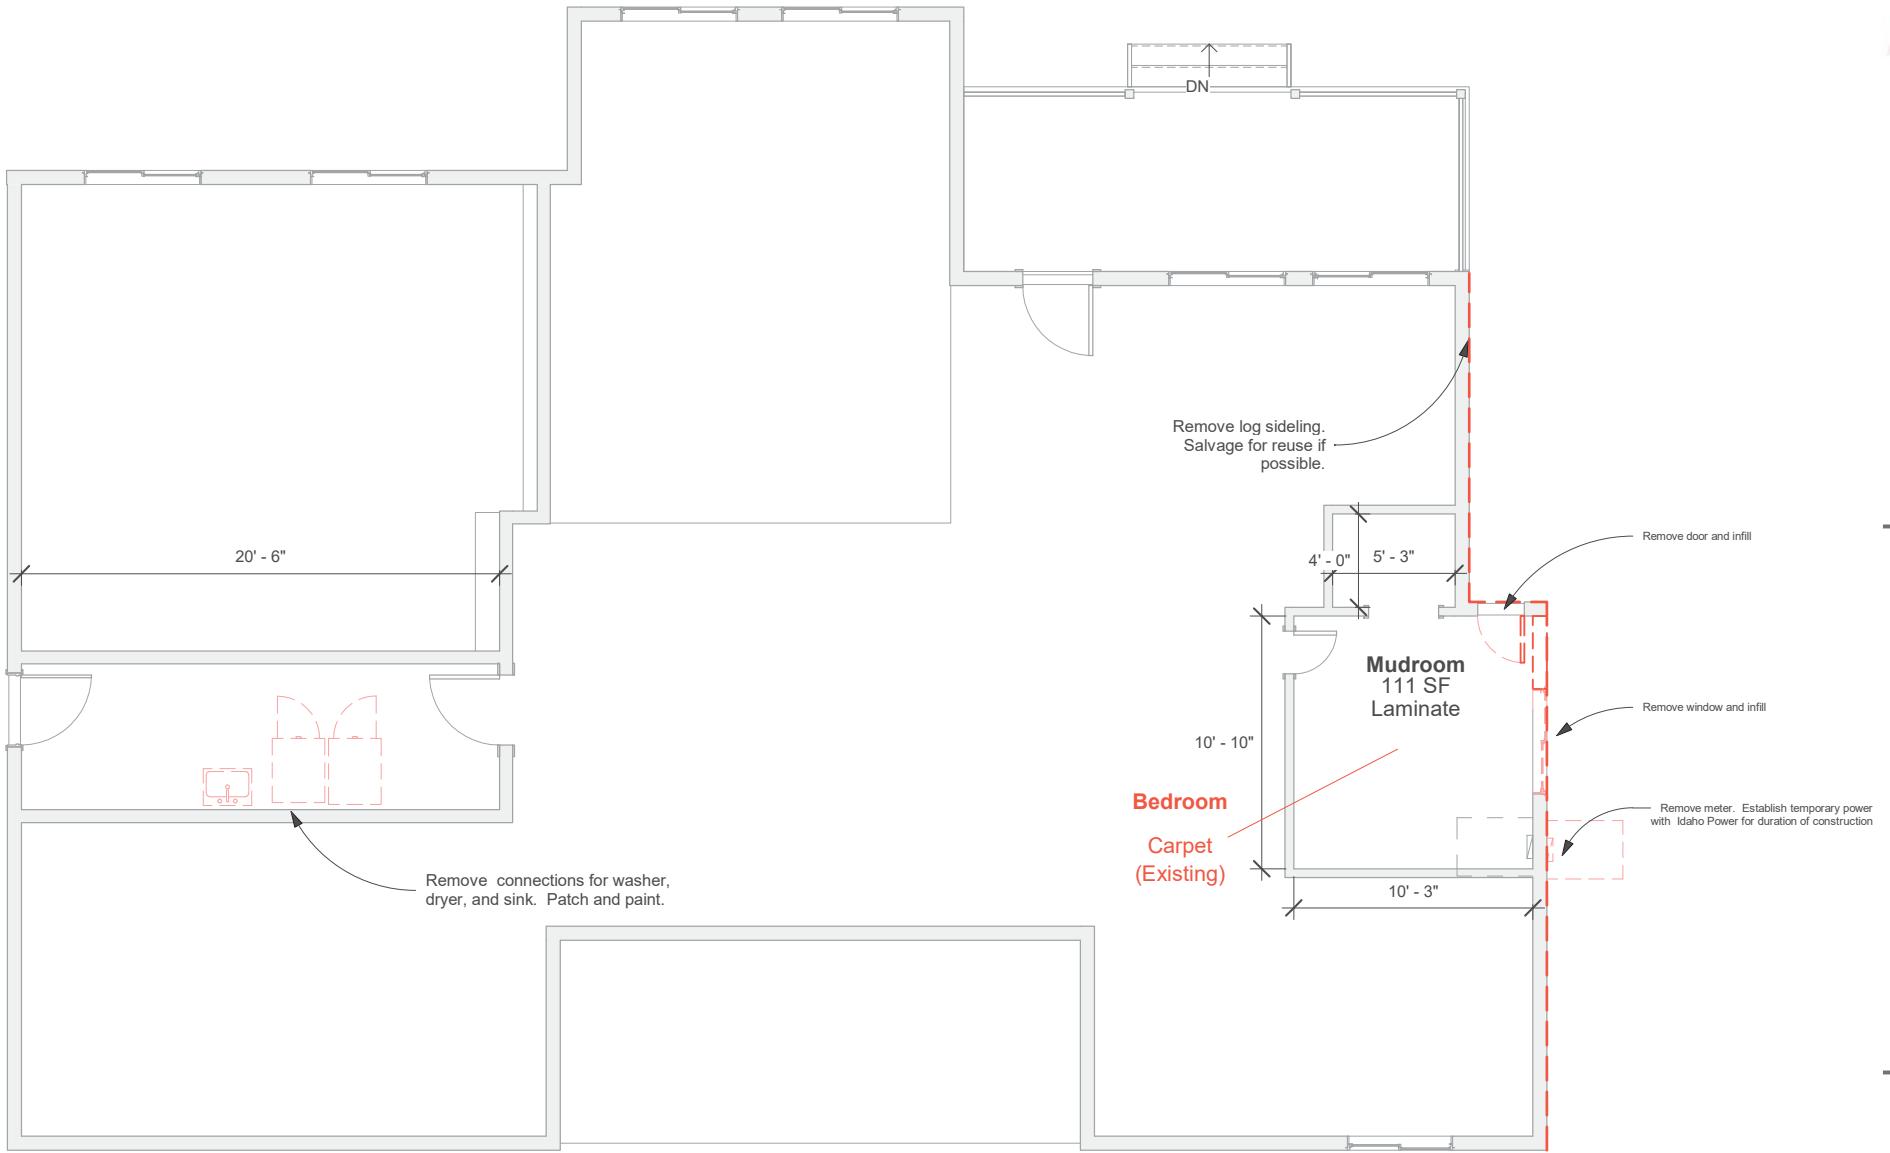 DN
Remove log sideling.
Salvage for reuse if
possible.
20' - 6"
4' - 0"
5' - 3"
Remove door and infill
Mudroom
111 SF
Laminate
Remove window and infill
10' - 10"
Bedroom
Carpet
(Existing)
Remove meter. Establish temporary power
with Idaho Power for duration of construction
Remove connections for washer,
dryer, and sink. Patch and paint.
10' - 3"